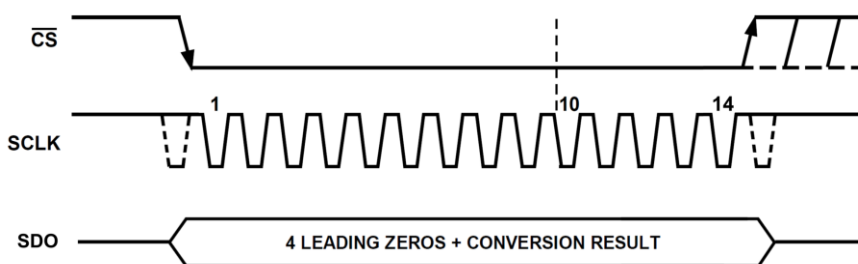 CS
1 10 14
SCLK
SDO 4 LEADING ZEROS + CONVERSION RESULT